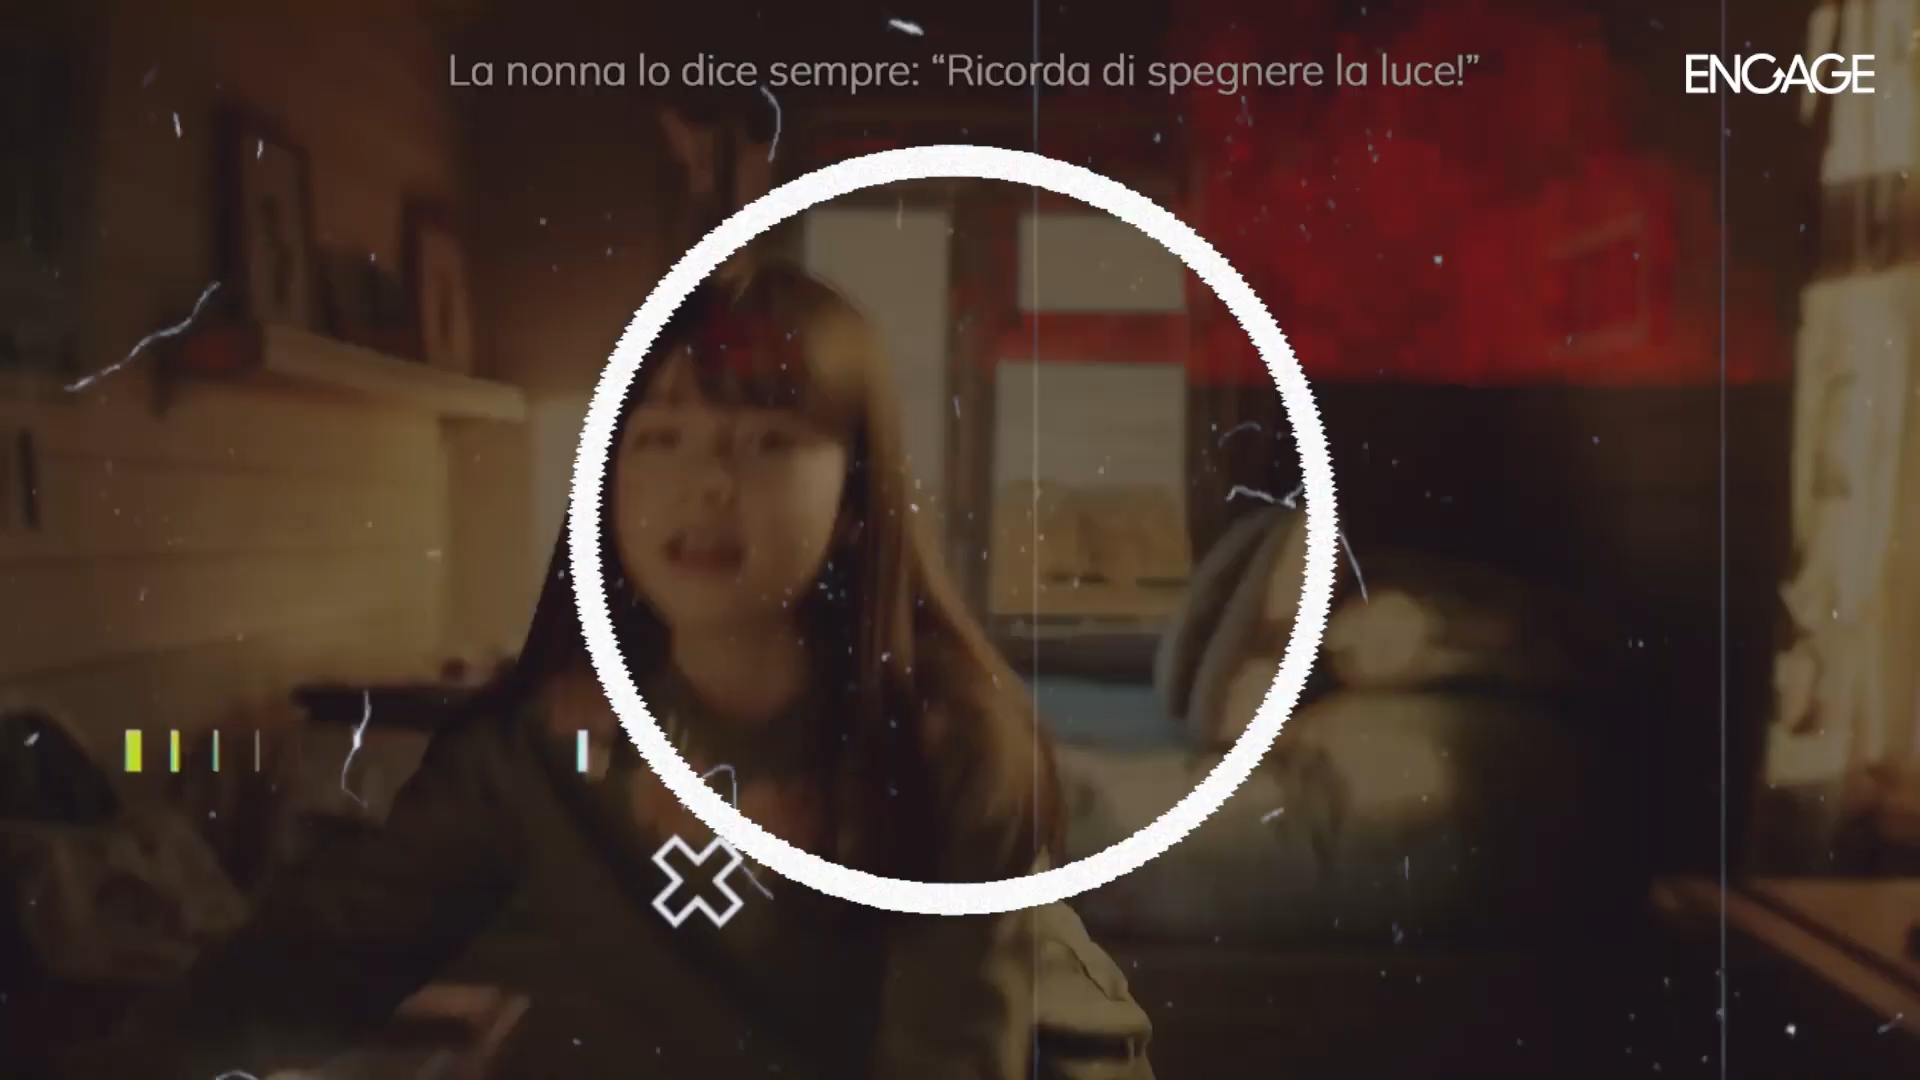 La nonna lo dice sempre: “Ricorda di spegnere la luce!”
ENGAGE